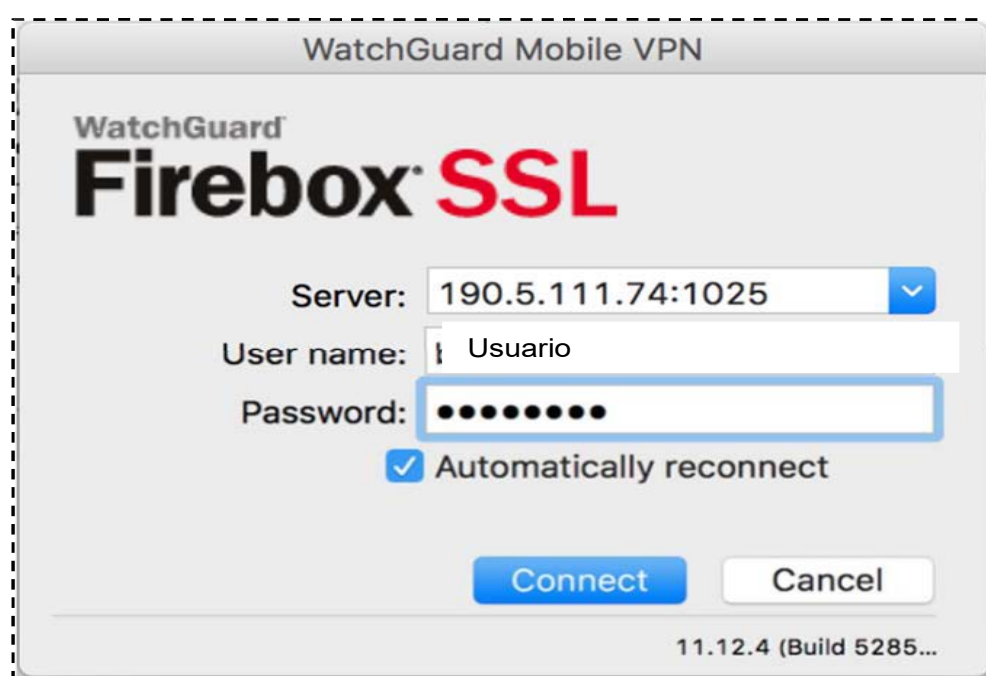 WatchGuard Mobile VPN
WatchGuard
Firebox SSL
Server: 190.5.111.74:1025
User name: Usuario
Password: ●●●●●●●●
Automatically reconnect
Connect Cancel
11.12.4 (Build 5285...